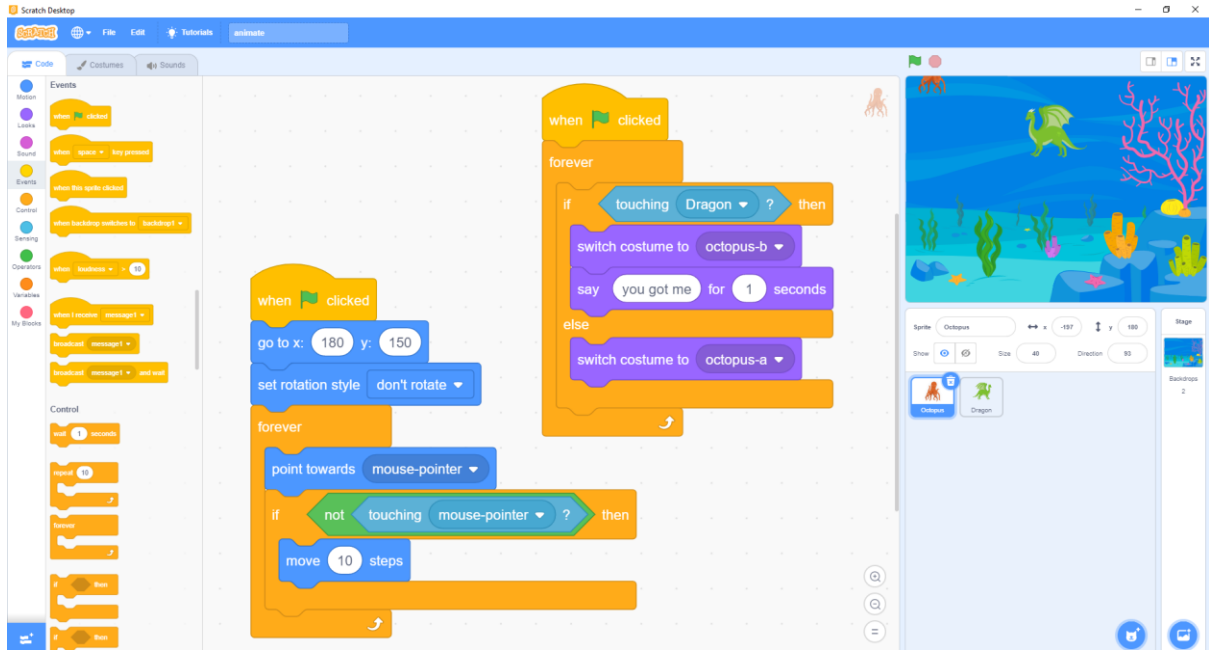 Scratch Desktop
SCRATCH File Edit Tutorials animate
Code Costumes Sounds
Motion
Looks
Sound
Events
Control
Sensing
Operators
Variables
My Blocks
Events
when clicked
when space key pressed
when this sprite clicked
when backdrop switches to backdrop1
when loudness > 10
when I receive message1
broadcast message1
broadcast message1 and wait
Control
wait 1 seconds
repeat 10
forever
if then
if then
when clicked
go to x: 180 y: 150
set rotation style don't rotate
forever
point towards mouse-pointer
if not touching mouse-pointer ? then
move 10 steps
when clicked
forever
if touching Dragon ? then
switch costume to octopus-b
say you got me for 1 seconds
else
switch costume to octopus-a
Sprite Octopus x -197 y 180
Show Size 40 Direction 93
Octopus Dragon
Stage
Backdrops
2